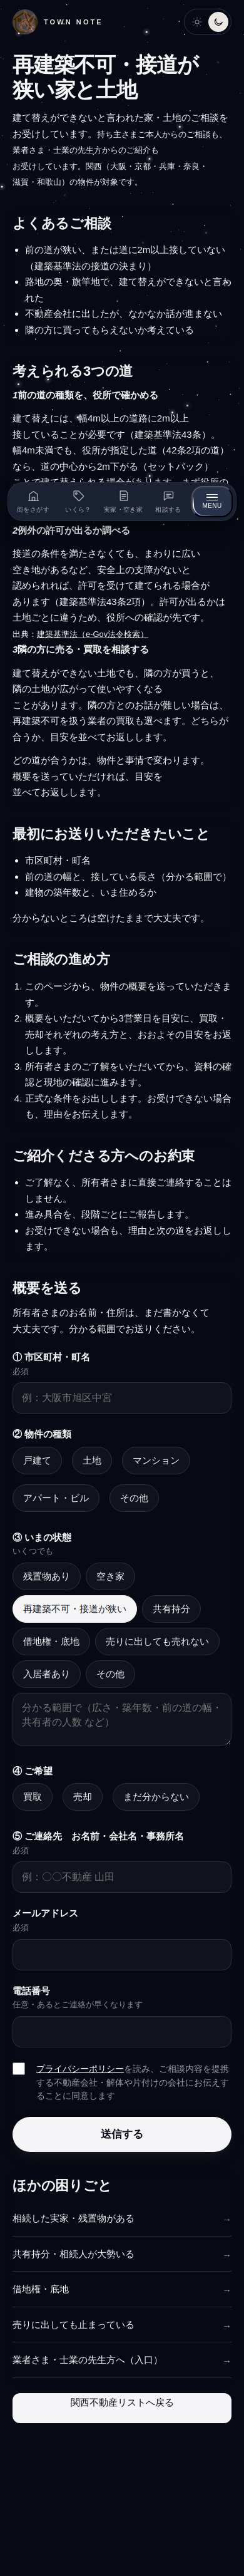 TOWN NOTE
再建築不可・接道が
狭い家と土地
建て替えができないと言われた家・土地のご相談を
お受けしています。持ち主さまご本人からのご相談も、
業者さま・士業の先生方からのご紹介も
お受けしています。関西（大阪・京都・兵庫・奈良・
滋賀・和歌山）の物件が対象です。
よくあるご相談
前の道が狭い、または道に2m以上接していない
（建築基準法の接道の決まり）
路地の奥・旗竿地で、建て替えができないと言わ
れた
不動産会社に出したが、なかなか話が進まない
隣の方に買ってもらえないか考えている
考えられる3つの道
1前の道の種類を、役所で確かめる
建て替えには、幅4m以上の道路に2m以上
接していることが必要です（建築基準法43条）。
幅4m未満でも、役所が指定した道（42条2項の道）
なら、道の中心から2m下がる（セットバック）
街をさがす
いくら？
実家・空き家
相談する
MENU
2例外の許可が出るか調べる
接道の条件を満たさなくても、まわりに広い
空き地があるなど、安全上の支障がないと
認められれば、許可を受けて建てられる場合が
あります（建築基準法43条2項）。許可が出るかは
土地ごとに違うため、役所への確認が先です。
出典：建築基準法（e-Gov法令検索）
3隣の方に売る・買取を相談する
建て替えができない土地でも、隣の方が買うと、
隣の土地が広がって使いやすくなる
ことがあります。隣の方とのお話が難しい場合は、
再建築不可を扱う業者の買取も選べます。どちらが
合うか、目安を並べてお返しします。
どの道が合うかは、物件と事情で変わります。
概要を送っていただければ、目安を
並べてお返しします。
最初にお送りいただきたいこと
市区町村・町名
前の道の幅と、接している長さ（分かる範囲で）
建物の築年数と、いま住めるか
分からないところは空けたままで大丈夫です。
ご相談の進め方
1. このページから、物件の概要を送っていただきま
す。
2. 概要をいただいてから3営業日を目安に、買取・
売却それぞれの考え方と、おおよその目安をお返
しします。
3. 所有者さまのご了解をいただいてから、資料の確
認と現地の確認に進みます。
4. 正式な条件をお出しします。お受けできない場合
も、理由をお伝えします。
ご紹介くださる方へのお約束
ご了解なく、所有者さまに直接ご連絡することは
しません。
進み具合を、段階ごとにご報告します。
お受けできない場合も、理由と次の道をお返しし
ます。
概要を送る
所有者さまのお名前・住所は、まだ書かなくて
大丈夫です。分かる範囲でお送りください。
① 市区町村・町名
必須
例：大阪市旭区中宮
② 物件の種類
戸建て
土地
マンション
アパート・ビル
その他
③ いまの状態
いくつでも
残置物あり
空き家
再建築不可・接道が狭い
共有持分
借地権・底地
売りに出しても売れない
入居者あり
その他
分かる範囲で（広さ・築年数・前の道の幅・
共有者の人数 など）
④ ご希望
買取
売却
まだ分からない
⑤ ご連絡先　お名前・会社名・事務所名
必須
例：〇〇不動産 山田
メールアドレス
必須
電話番号
任意・あるとご連絡が早くなります
プライバシーポリシーを読み、ご相談内容を提携
する不動産会社・解体や片付けの会社にお伝えす
ることに同意します
送信する
ほかの困りごと
相続した実家・残置物がある →
共有持分・相続人が大勢いる →
借地権・底地 →
売りに出しても止まっている →
業者さま・士業の先生方へ（入口） →
関西不動産リストへ戻る